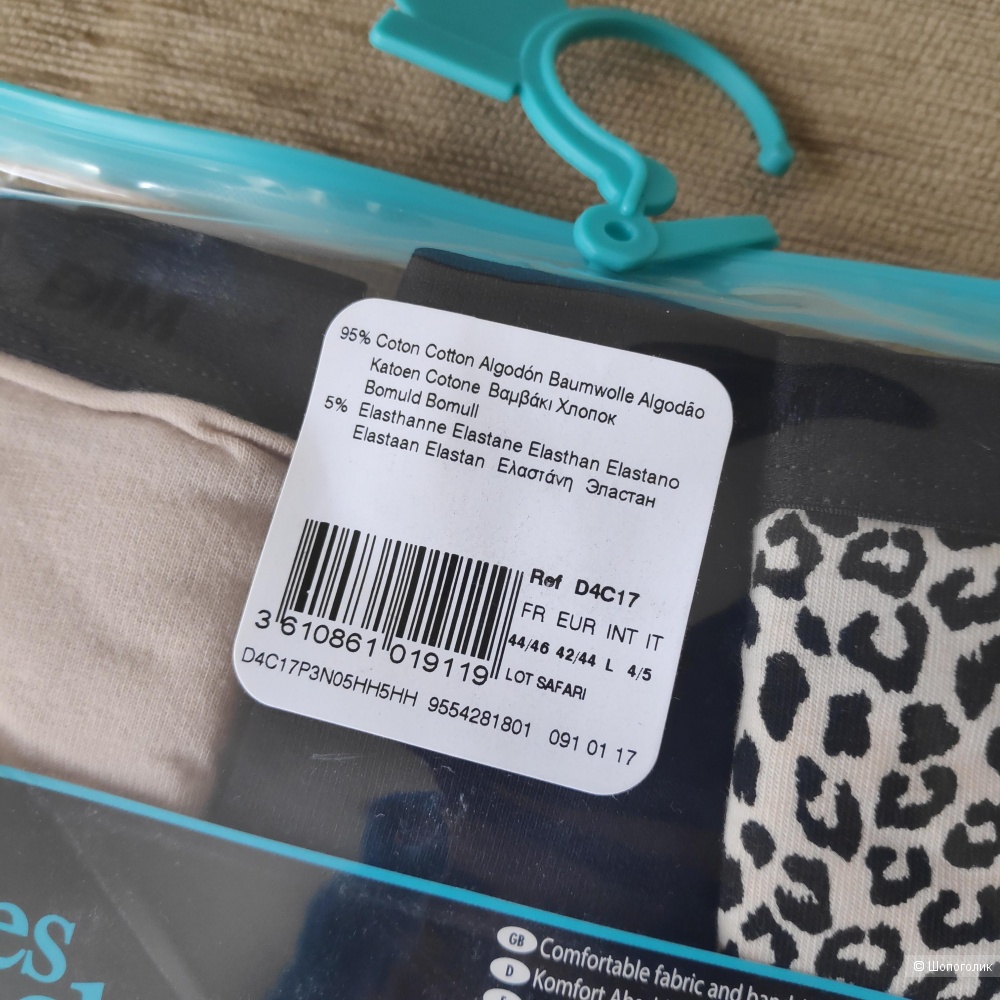 DIM
95% Coton Cotton Algodón Baumwolle Algodão
Katoen Cotone Βαμβάκι Хлопок
Bomuld Bomull
5% Elasthanne Elastane Elasthan Elastano
Elastaan Elastan Ελαστάνη Эластан
Ref D4C17
FR EUR INT IT
44/46 42/44 L 4/5
LOT SAFARI
3 610861 019119
D4C17P3N05HH5HH 9554281801 091 01 17
es
GB Comfortable fabric and
D Komfort
© Шопоголик